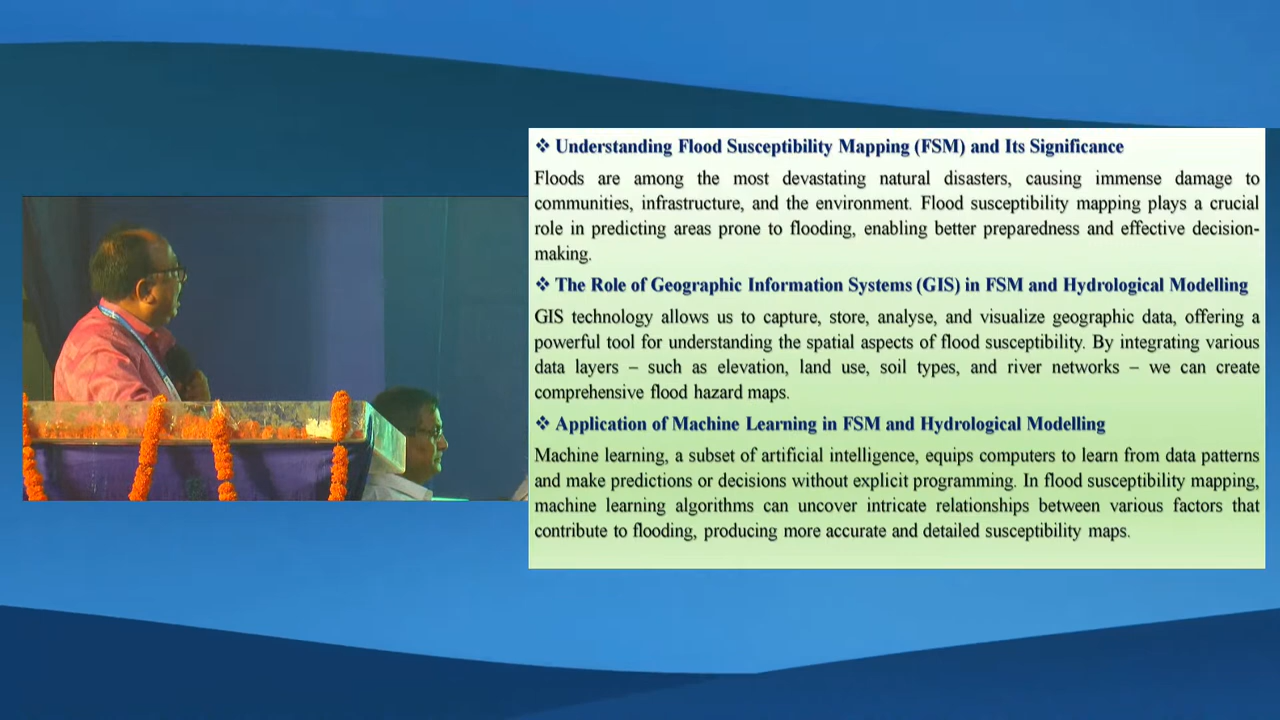 ❖ Understanding Flood Susceptibility Mapping (FSM) and Its Significance
Floods are among the most devastating natural disasters, causing immense damage to
communities, infrastructure, and the environment. Flood susceptibility mapping plays a crucial
role in predicting areas prone to flooding, enabling better preparedness and effective decision-
making.
❖ The Role of Geographic Information Systems (GIS) in FSM and Hydrological Modelling
GIS technology allows us to capture, store, analyse, and visualize geographic data, offering a
powerful tool for understanding the spatial aspects of flood susceptibility. By integrating various
data layers – such as elevation, land use, soil types, and river networks – we can create
comprehensive flood hazard maps.
❖ Application of Machine Learning in FSM and Hydrological Modelling
Machine learning, a subset of artificial intelligence, equips computers to learn from data patterns
and make predictions or decisions without explicit programming. In flood susceptibility mapping,
machine learning algorithms can uncover intricate relationships between various factors that
contribute to flooding, producing more accurate and detailed susceptibility maps.